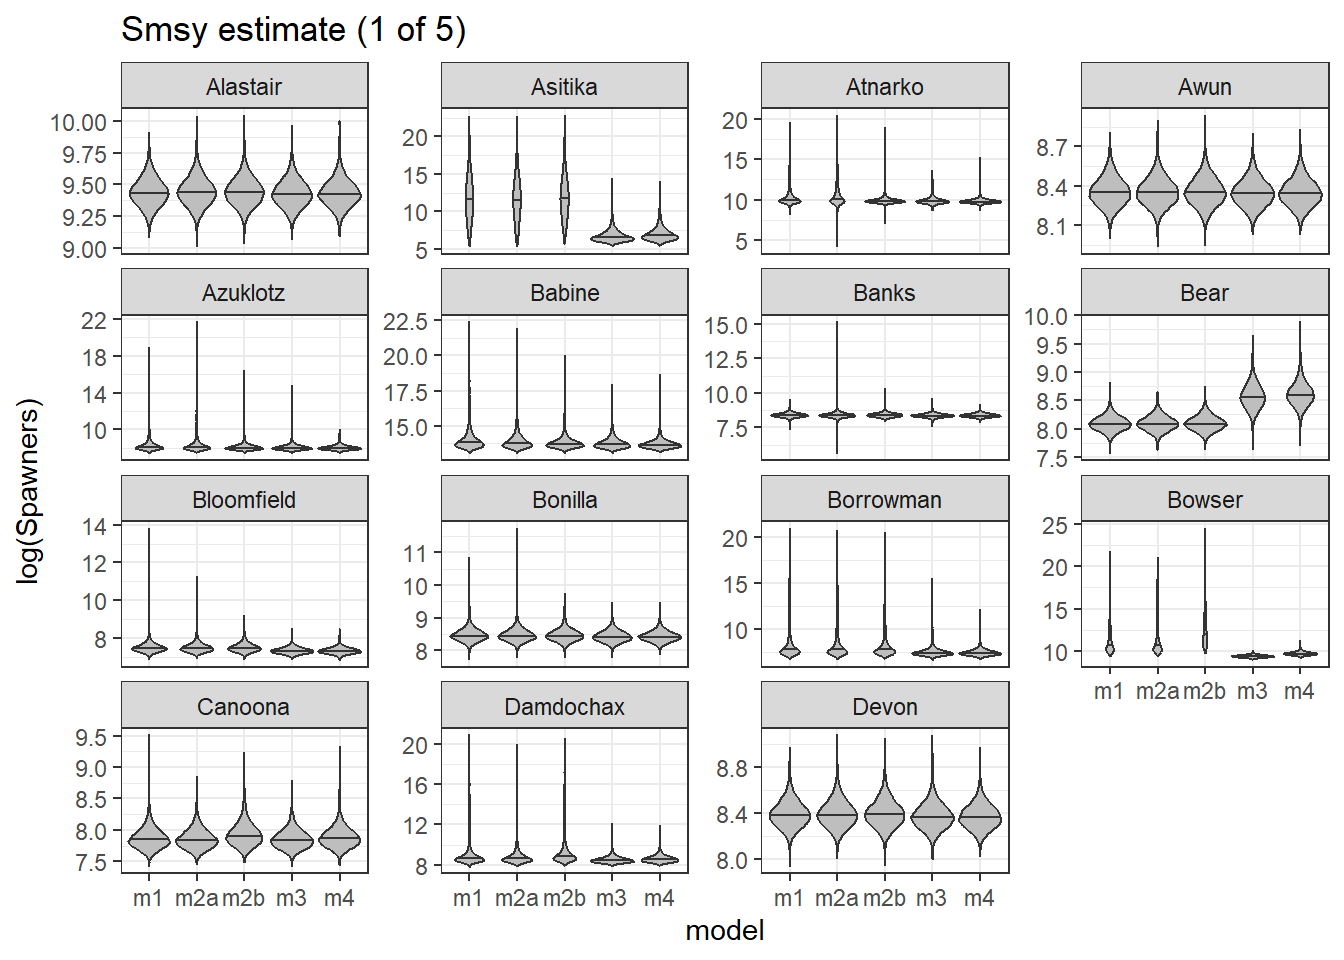 Smsy estimate (1 of 5)
Alastair
Asitika
Atnarko
Awun
10.00
9.75
9.50
9.25
9.00
20
15
10
5
20
15
10
5
8.7
8.4
8.1
Azuklotz
Babine
Banks
Bear
22
18
14
10
22.5
20.0
17.5
15.0
15.0
12.5
10.0
7.5
10.0
9.5
9.0
8.5
8.0
7.5
Bloomfield
Bonilla
Borrowman
Bowser
14
12
10
8
11
10
9
8
20
15
10
25
20
15
10
m1 m2a m2b m3 m4
Canoona
Damdochax
Devon
9.5
9.0
8.5
8.0
7.5
20
16
12
8
8.8
8.4
8.0
m1 m2a m2b m3 m4
m1 m2a m2b m3 m4
m1 m2a m2b m3 m4
model
log(Spawners)